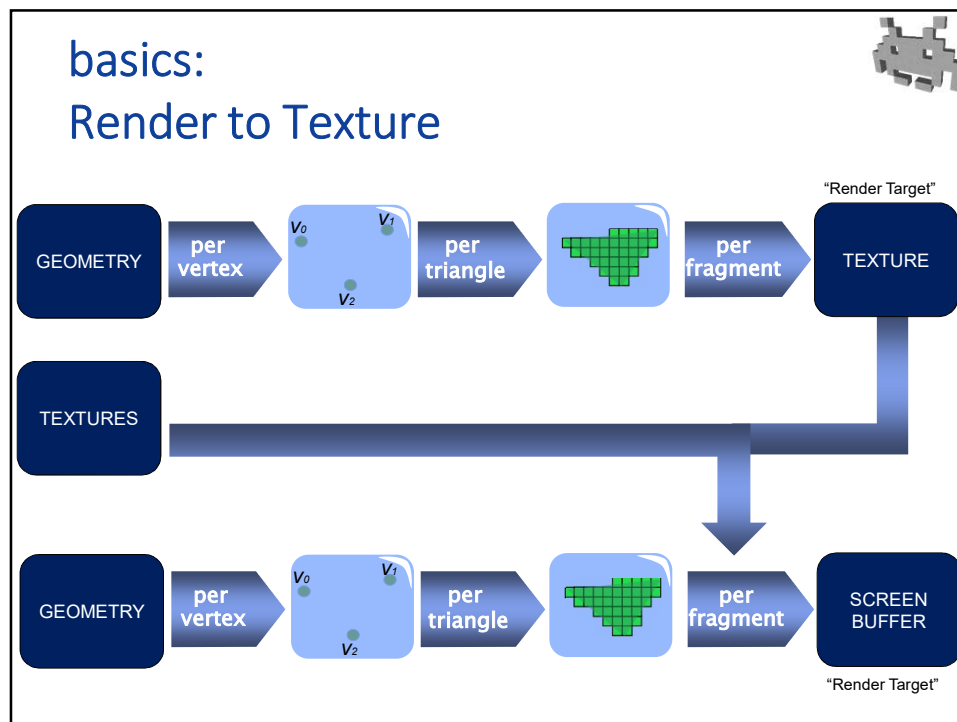 basics:
Render to Texture
“Render Target”
GEOMETRY
per
vertex
v0
v1
v2
per
triangle
per
fragment
TEXTURE
TEXTURES
GEOMETRY
per
vertex
v0
v1
v2
per
triangle
per
fragment
SCREEN
BUFFER
“Render Target”